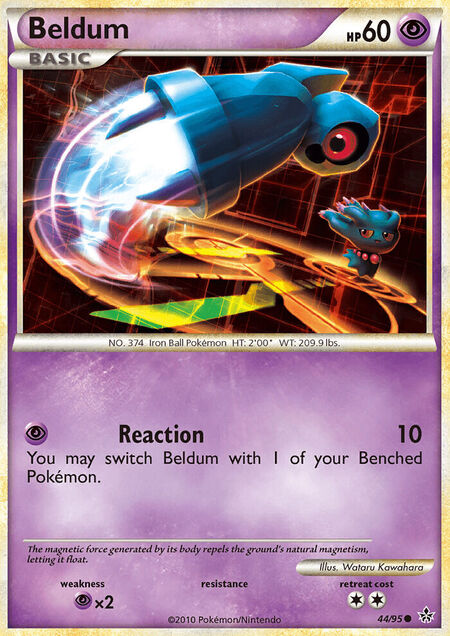 Beldum
HP 60
BASIC
NO. 374 Iron Ball Pokémon HT: 2'00" WT: 209.9 lbs.
Reaction 10
You may switch Beldum with 1 of your Benched
Pokémon.
The magnetic force generated by its body repels the ground's natural magnetism,
letting it float.
Illus. Wataru Kawahara
weakness resistance retreat cost
×2
©2010 Pokémon/Nintendo 44/95